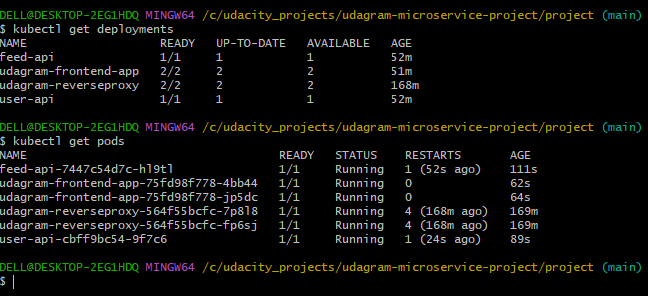 DELL@DESKTOP-2EG1HDQ MINGW64 /c/udacity_projects/udagram-microservice-project/project (main)
$ kubectl get deployments
NAME READY UP-TO-DATE AVAILABLE AGE
feed-api 1/1 1 1 52m
udagram-frontend-app 2/2 2 2 51m
udagram-reverseproxy 2/2 2 2 168m
user-api 1/1 1 1 52m
DELL@DESKTOP-2EG1HDQ MINGW64 /c/udacity_projects/udagram-microservice-project/project (main)
$ kubectl get pods
NAME READY STATUS RESTARTS AGE
feed-api-7447c54d7c-hl9tl 1/1 Running 1 (52s ago) 111s
udagram-frontend-app-75fd98f778-4bb44 1/1 Running 0 62s
udagram-frontend-app-75fd98f778-jp5dc 1/1 Running 0 64s
udagram-reverseproxy-564f55bcfc-7p8l8 1/1 Running 4 (168m ago) 169m
udagram-reverseproxy-564f55bcfc-fp6sj 1/1 Running 4 (168m ago) 169m
user-api-cbff9bc54-9f7c6 1/1 Running 1 (24s ago) 89s
DELL@DESKTOP-2EG1HDQ MINGW64 /c/udacity_projects/udagram-microservice-project/project (main)
$